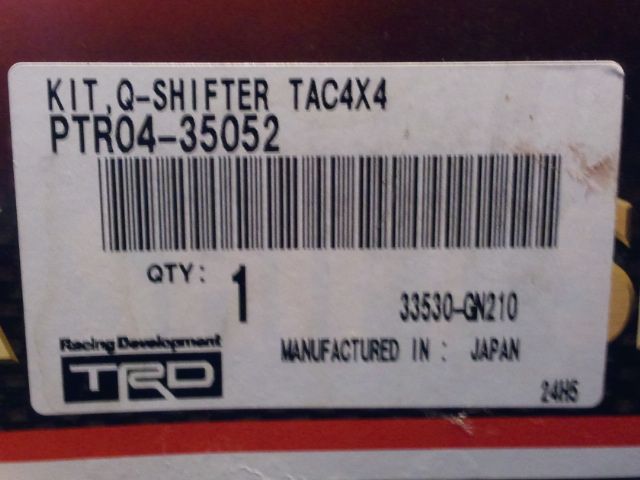 KIT,Q-SHIFTER TAC4X4
PTR04-35052
QTY: 1
33530-GN210
Racing Development
TRD
MANUFACTURED IN : JAPAN
24H5